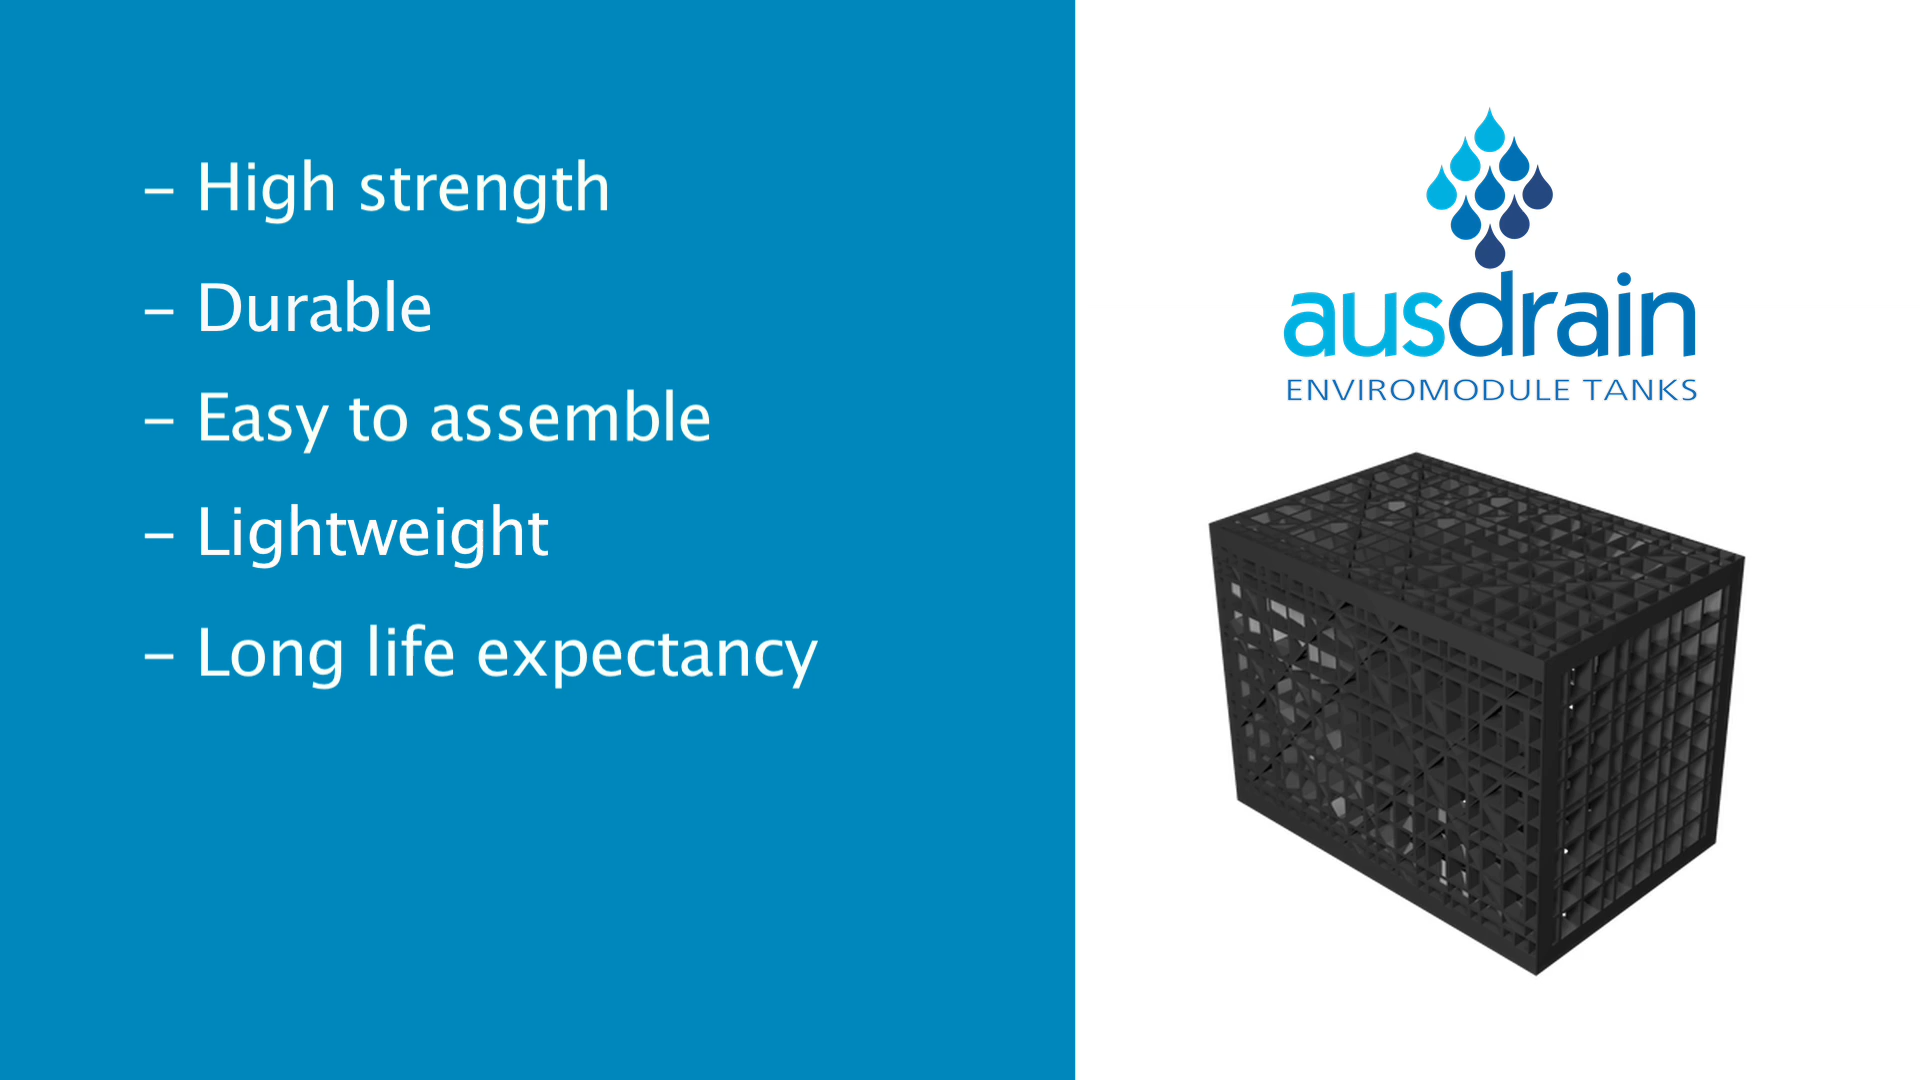 – High strength
– Durable
– Easy to assemble
– Lightweight
– Long life expectancy
ausdrain
ENVIROMODULE TANKS